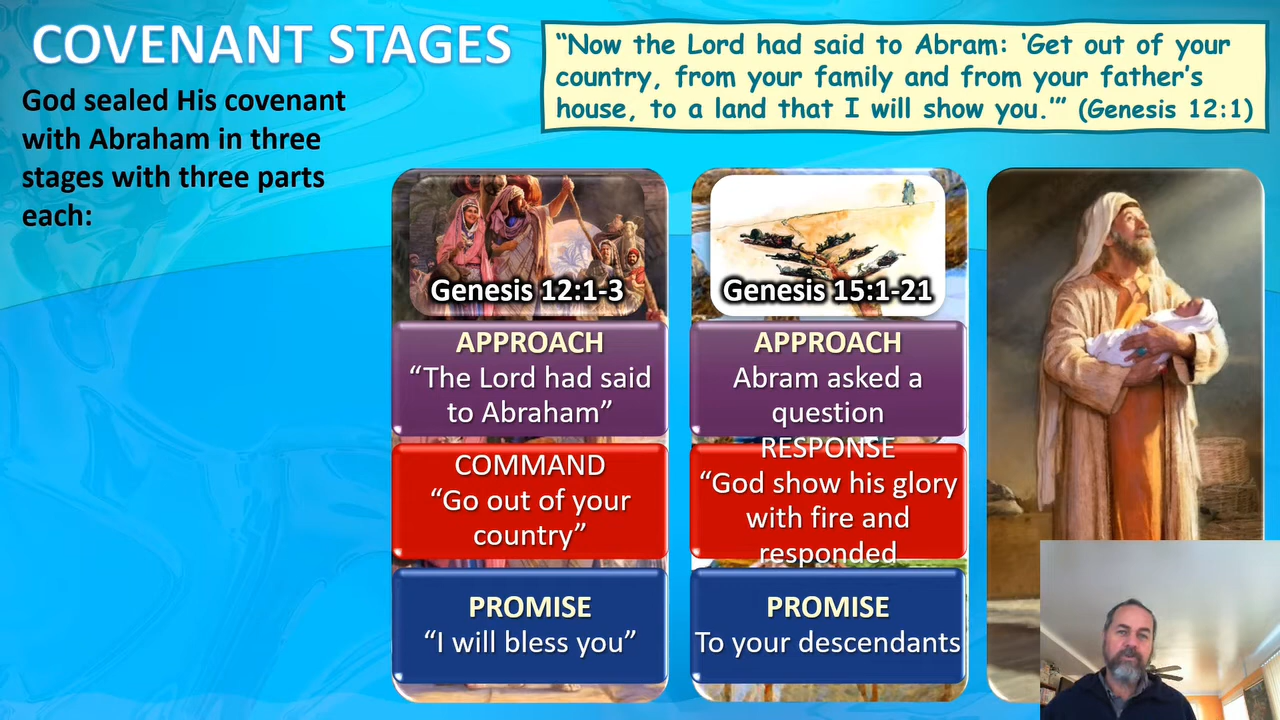 COVENANT STAGES
God sealed His covenant
with Abraham in three
stages with three parts
each:
“Now the Lord had said to Abram: ‘Get out of your
country, from your family and from your father’s
house, to a land that I will show you.’” (Genesis 12:1)
Genesis 12:1-3
APPROACH
“The Lord had said
to Abraham”
COMMAND
“Go out of your
country”
PROMISE
“I will bless you”
Genesis 15:1-21
APPROACH
Abram asked a
question
RESPONSE
“God show his glory
with fire and
responded
PROMISE
To your descendants